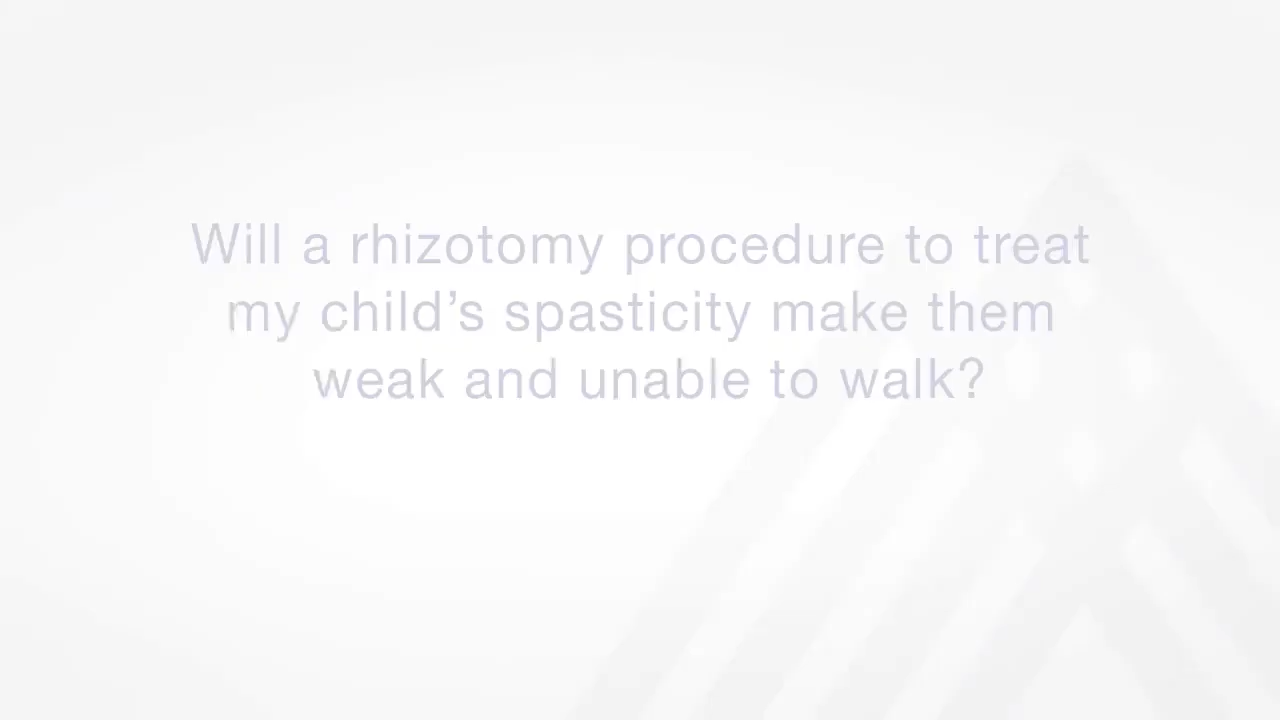 Will a rhizotomy procedure to treat
my child’s spasticity make them
weak and unable to walk?